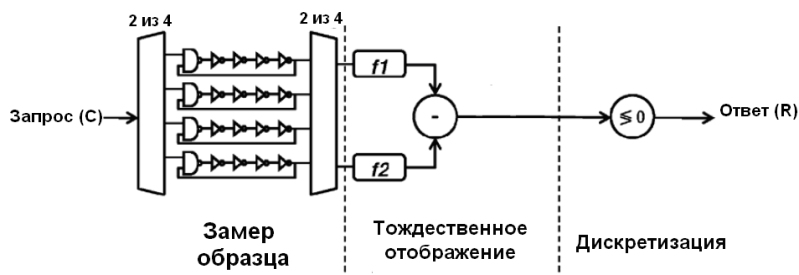 2 из 4
2 из 4
Запрос (C)
f1
f2
-
≶ 0
Ответ (R)
Замер
образца
Тождественное
отображение
Дискретизация